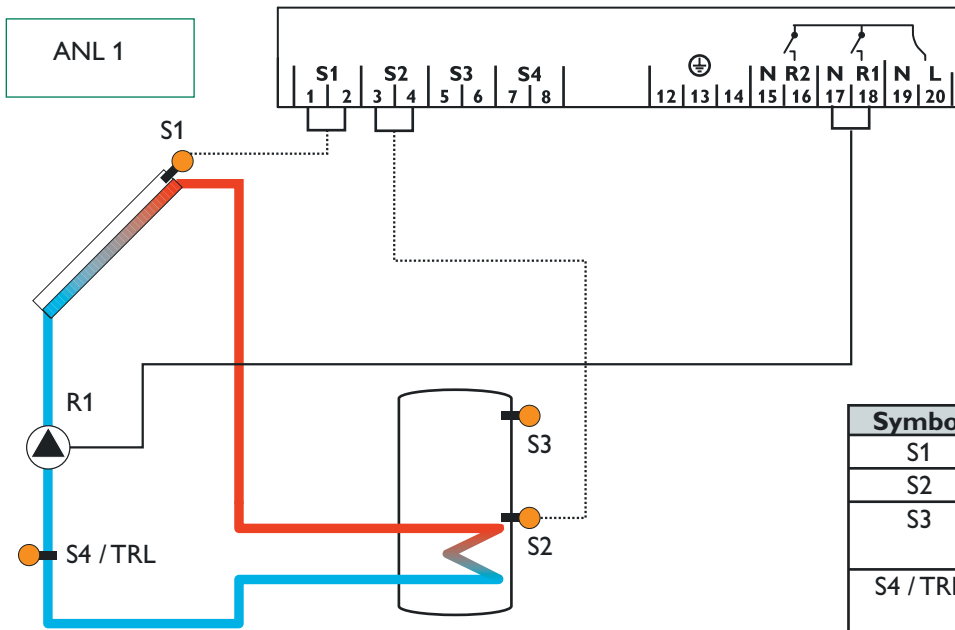 ANL 1
S1 S2 S3 S4 N R2 N R1 N L
1 2 3 4 5 6 7 8 12 13 14 15 16 17 18 19 20
S1
R1
S3
S2
S4 / TRL
Symbo
S1
S2
S3
S4 / TRL